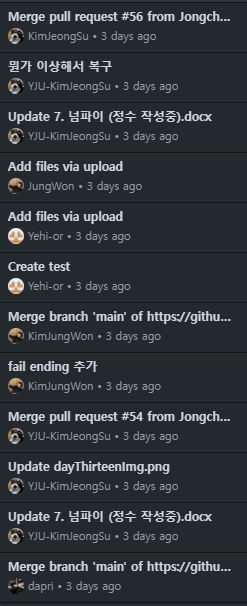 Merge pull request #56 from Jongch...
KimJeongSu • 3 days ago
뭔가 이상해서 복구
YJU-KimJeongSu • 3 days ago
Update 7. 넘파이 (정수 작성중).docx
YJU-KimJeongSu • 3 days ago
Add files via upload
JungWon • 3 days ago
Add files via upload
Yehi-or • 3 days ago
Create test
Yehi-or • 3 days ago
Merge branch 'main' of https://githu...
KimJungWon • 3 days ago
fail ending 추가
KimJungWon • 3 days ago
Merge pull request #54 from Jongch...
YJU-KimJeongSu • 3 days ago
Update dayThirteenImg.png
YJU-KimJeongSu • 3 days ago
Update 7. 넘파이 (정수 작성중).docx
YJU-KimJeongSu • 3 days ago
Merge branch 'main' of https://githu...
dapri • 3 days ago